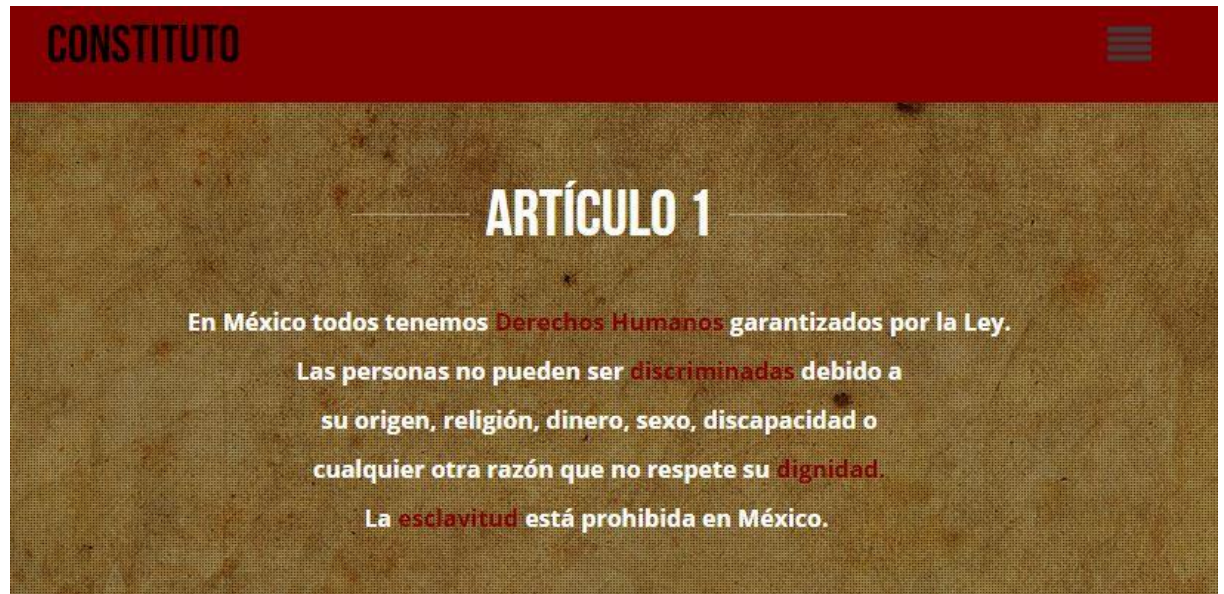 CONSTITUTO
ARTÍCULO 1
En México todos tenemos Derechos Humanos garantizados por la Ley.
Las personas no pueden ser discriminadas debido a
su origen, religión, dinero, sexo, discapacidad o
cualquier otra razón que no respete su dignidad.
La esclavitud está prohibida en México.